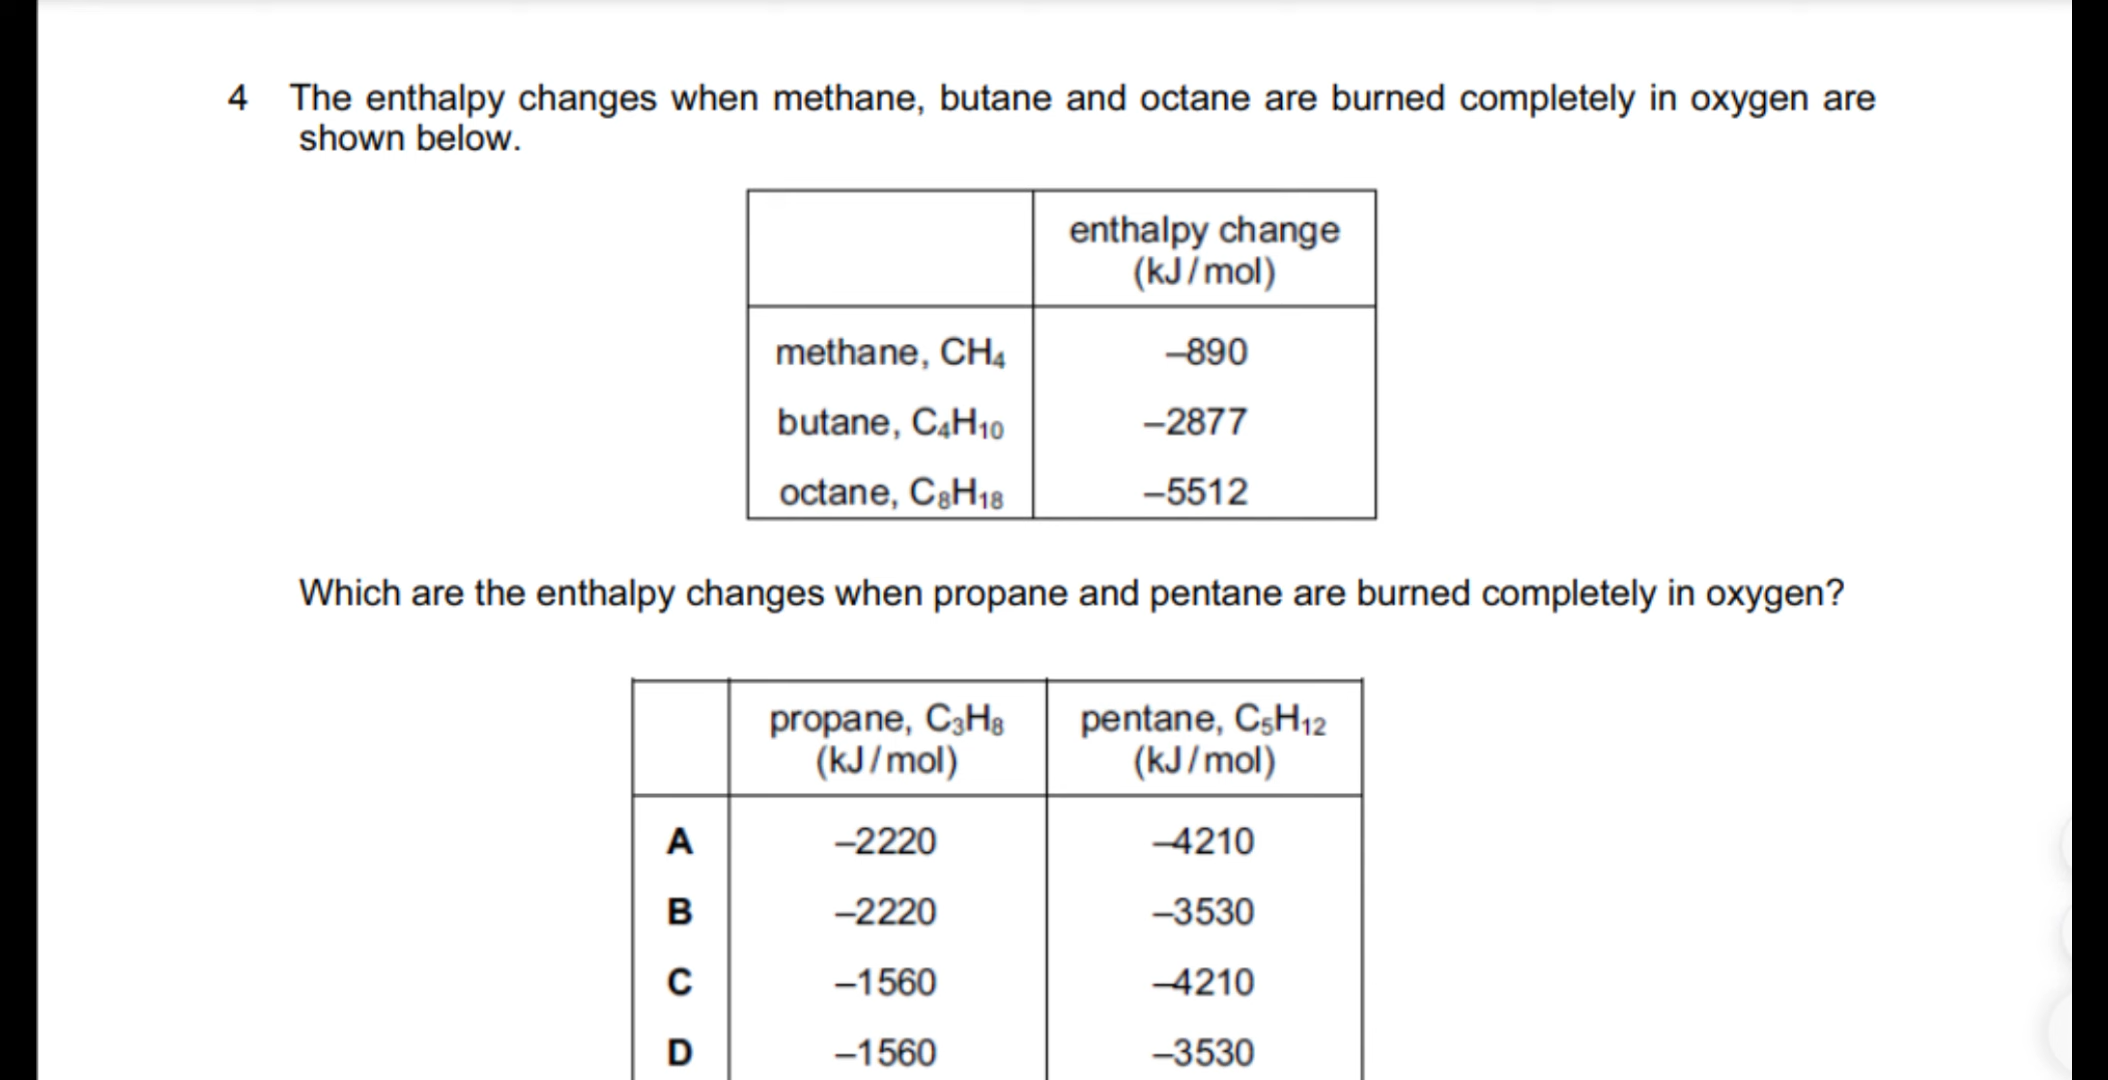 4 The enthalpy changes when methane, butane and octane are burned completely in oxygen are
shown below.
enthalpy change
(kJ/mol)
methane, CH₄ –890
butane, C₄H₁₀ –2877
octane, C₈H₁₈ –5512
Which are the enthalpy changes when propane and pentane are burned completely in oxygen?
propane, C₃H₈ pentane, C₅H₁₂
(kJ/mol) (kJ/mol)
A –2220 –4210
B –2220 –3530
C –1560 –4210
D –1560 –3530